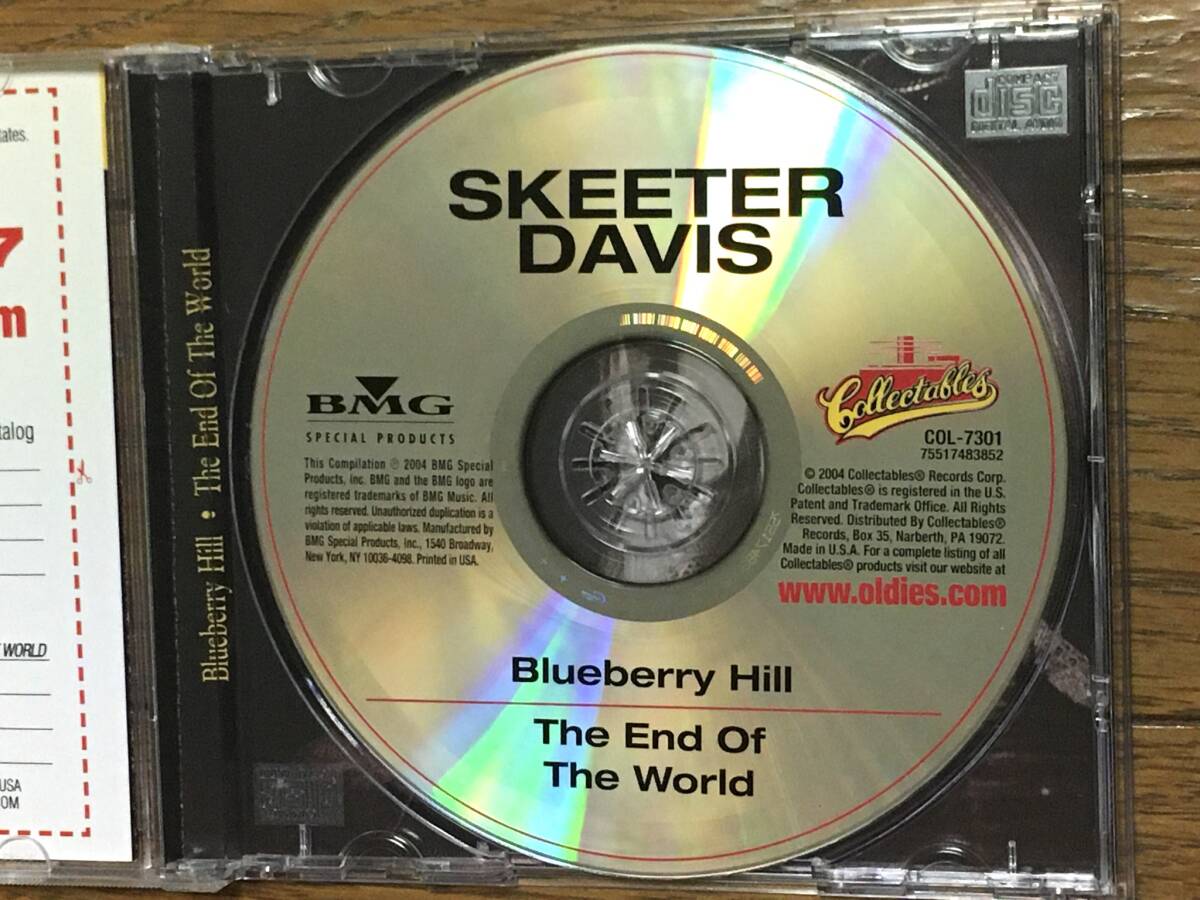 tates.
7
m
talog
WORLD
USA
OM
Blueberry Hill • The End Of The World
COMPACT
disc
DIGITAL AUDIO
SKEETER
DAVIS
BMG
SPECIAL PRODUCTS
This Compilation ℗ 2004 BMG Special
Products, inc. BMG and the BMG logo are
registered trademarks of BMG Music. All
rights reserved. Unauthorized duplication is a
violation of applicable laws. Manufactured by
BMG Special Products, Inc., 1540 Broadway,
New York, NY 10036-4098. Printed in USA.
Collectables
COL-7301
75517483852
© 2004 Collectables® Records Corp.
Collectables® is registered in the U.S.
Patent and Trademark Office. All Rights
Reserved. Distributed By Collectables®
Records, Box 35, Narberth, PA 19072.
Made in U.S.A. For a complete listing of all
Collectables® products visit our website at
www.oldies.com
Blueberry Hill
The End Of
The World